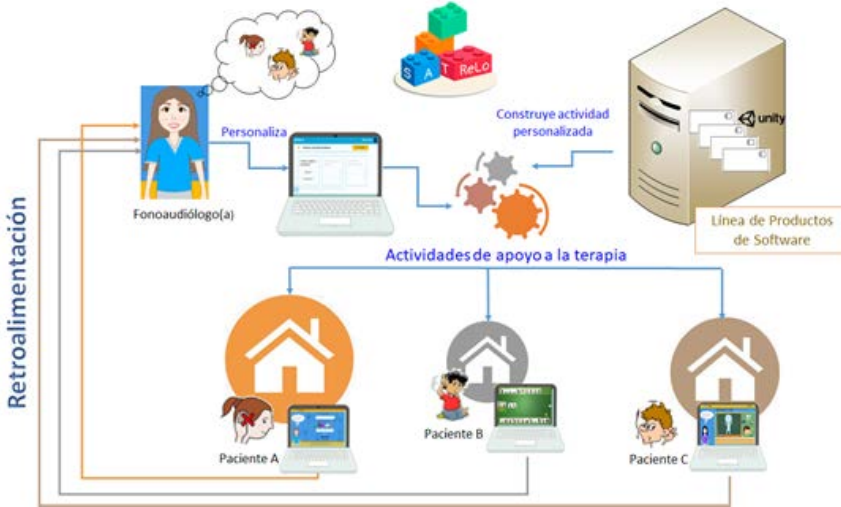 S A T ReLo
Construye actividad
personalizada
unity
Personaliza
Fonoaudiólogo(a)
Línea de Productos
de Software
Actividades de apoyo a la terapia
Retroalimentación
Paciente A
Paciente B
Paciente C